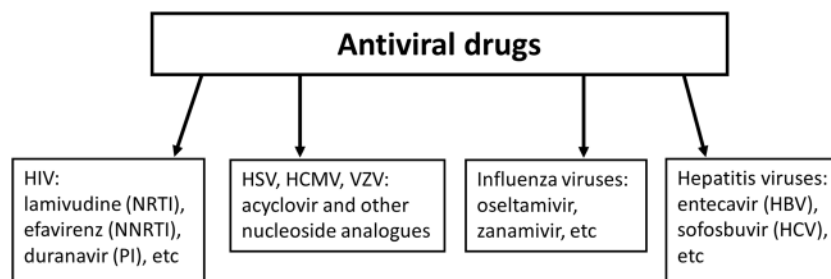 Antiviral drugs
HIV:
lamivudine (NRTI),
efavirenz (NNRTI),
duranavir (PI), etc
HSV, HCMV, VZV:
acyclovir and other
nucleoside analogues
Influenza viruses:
oseltamivir,
zanamivir, etc
Hepatitis viruses:
entecavir (HBV),
sofosbuvir (HCV),
etc